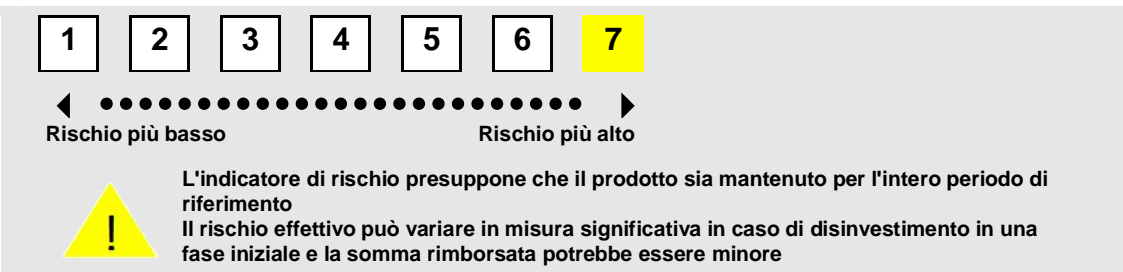 1 2 3 4 5 6 7
Rischio più basso Rischio più alto
L'indicatore di rischio presuppone che il prodotto sia mantenuto per l'intero periodo di
riferimento
Il rischio effettivo può variare in misura significativa in caso di disinvestimento in una
fase iniziale e la somma rimborsata potrebbe essere minore
!